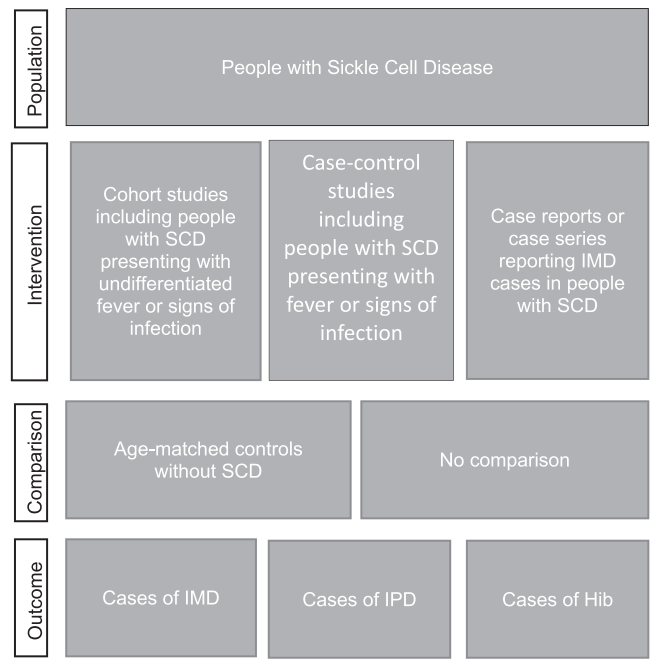 Population
People with Sickle Cell Disease
Intervention
Cohort studies
including people
with SCD
presenting with
undifferentiated
fever or signs of
infection
Case-control
studies
including
people with SCD
presenting with
fever or signs of
infection
Case reports or
case series
reporting IMD
cases in people
with SCD
Comparison
Age-matched controls
without SCD
No comparison
Outcome
Cases of IMD
Cases of IPD
Cases of Hib